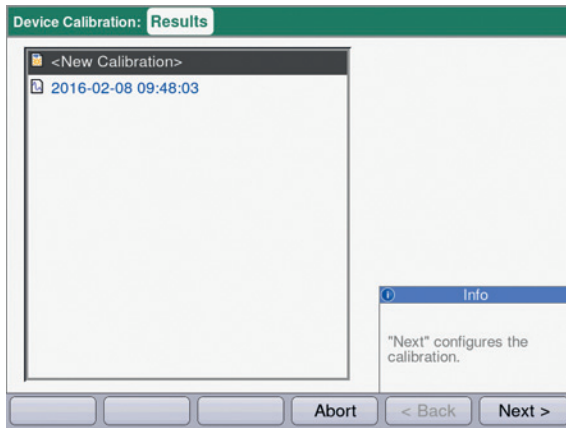 Device Calibration: Results
<New Calibration>
2016-02-08 09:48:03
Info
"Next" configures the
calibration.
Abort
< Back
Next >